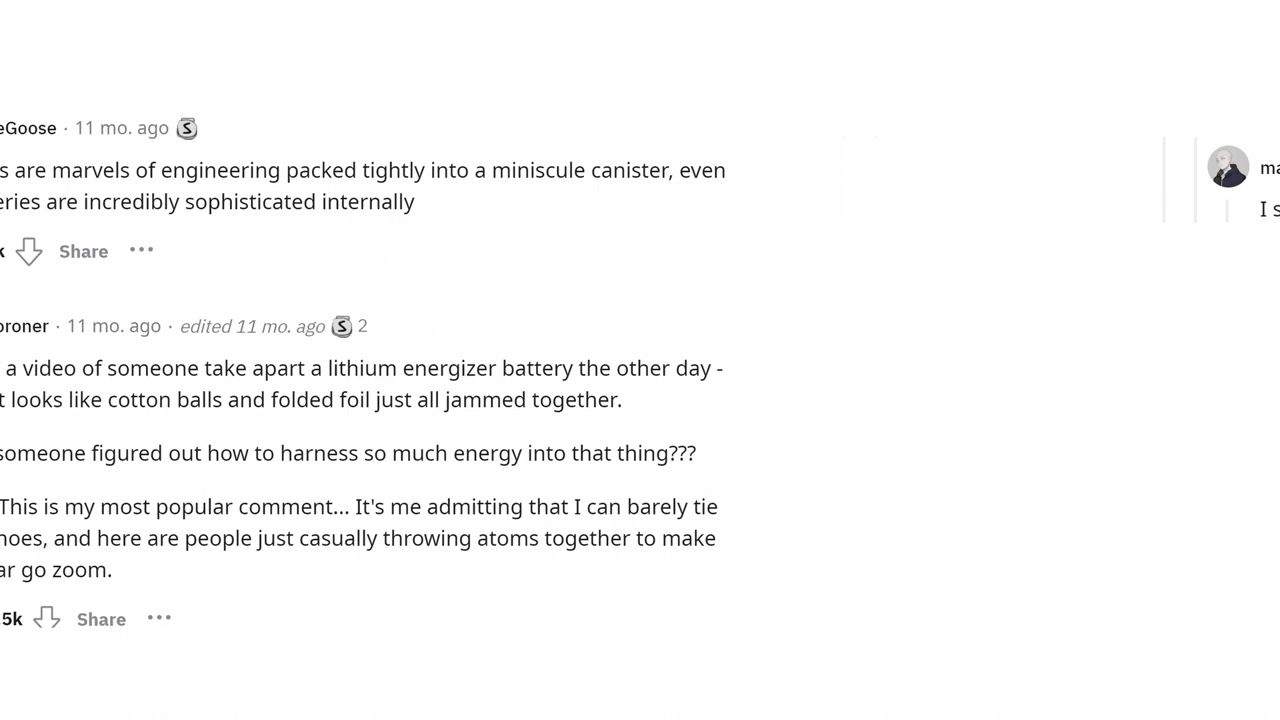 eGoose · 11 mo. ago
s are marvels of engineering packed tightly into a miniscule canister, even
eries are incredibly sophisticated internally
k Share ···
oroner · 11 mo. ago · edited 11 mo. ago 2
a video of someone take apart a lithium energizer battery the other day -
t looks like cotton balls and folded foil just all jammed together.
someone figured out how to harness so much energy into that thing???
This is my most popular comment... It's me admitting that I can barely tie
hoes, and here are people just casually throwing atoms together to make
ar go zoom.
.5k Share ···
ma
I s